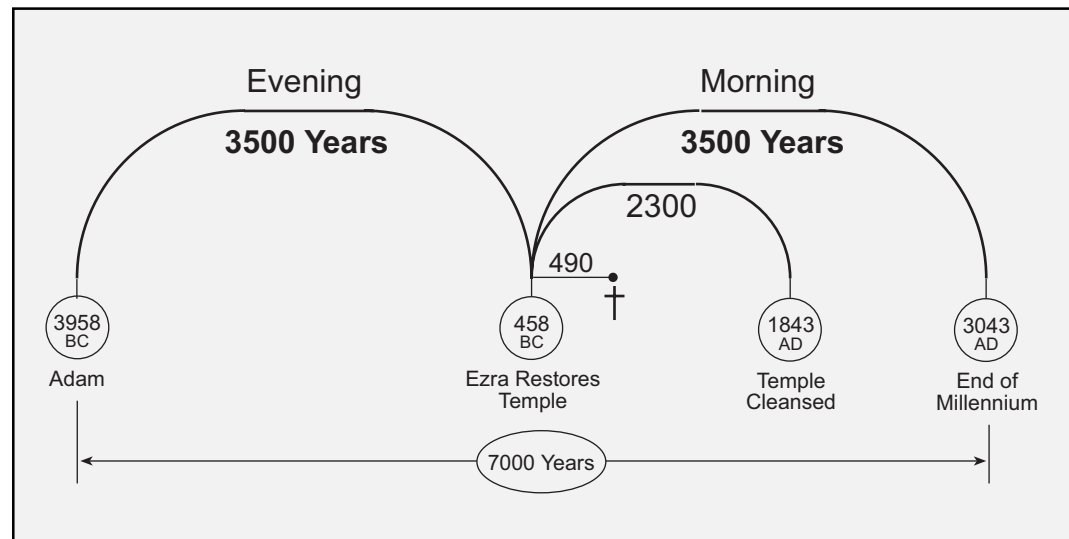 Evening
3500 Years
Morning
3500 Years
2300
490
3958
BC
Adam
458
BC
Ezra Restores
Temple
1843
AD
Temple
Cleansed
3043
AD
End of
Millennium
7000 Years